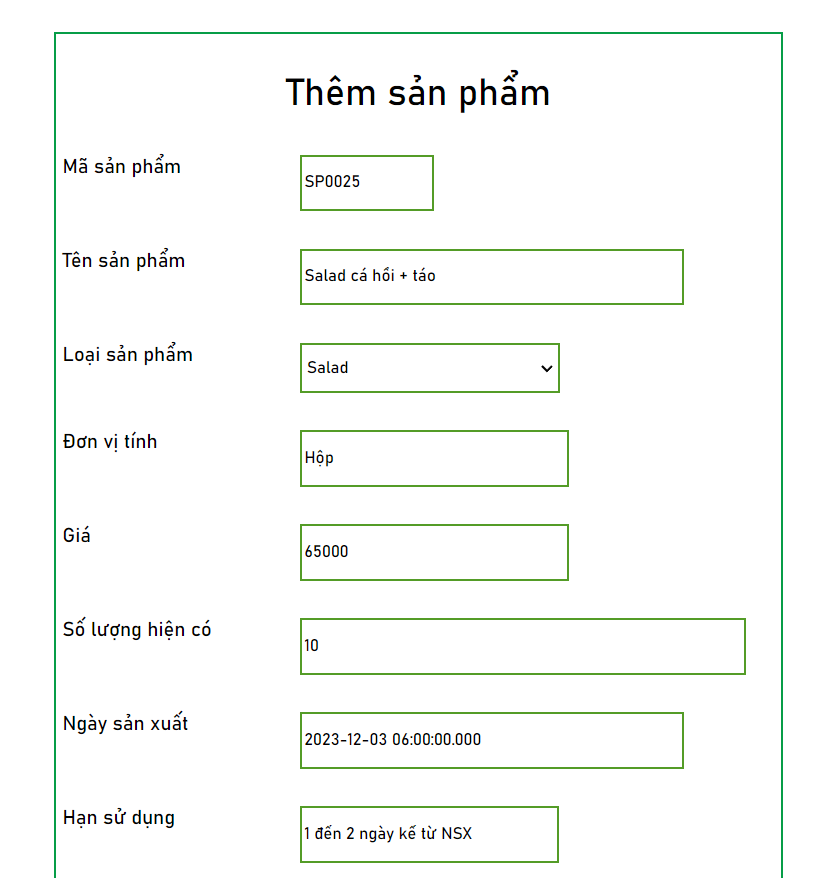 Thêm sản phẩm
Mã sản phẩm
SP0025
Tên sản phẩm
Salad cá hồi + táo
Loại sản phẩm
Salad
Đơn vị tính
Hộp
Giá
65000
Số lượng hiện có
10
Ngày sản xuất
2023-12-03 06:00:00.000
Hạn sử dụng
1 đến 2 ngày kể từ NSX